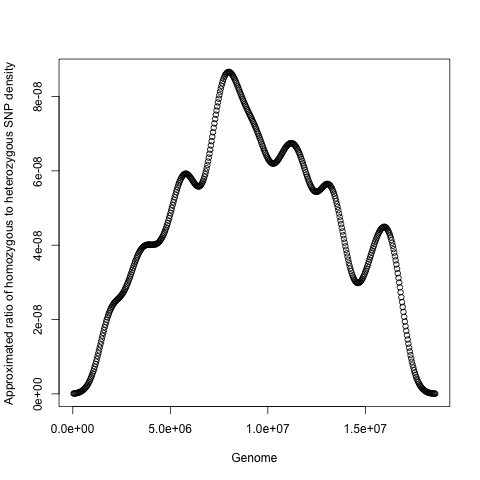 Approximated ratio of homozygous to heterozygous SNP density
8e-08
6e-08
4e-08
2e-08
0e+00
0.0e+00 5.0e+06 1.0e+07 1.5e+07
Genome